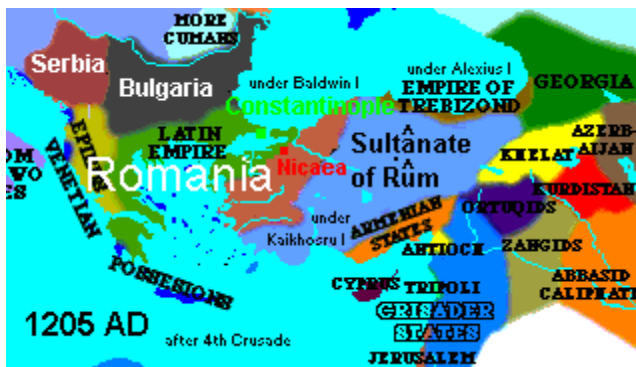 MORE
CUMANS
Serbia
Bulgaria
under Baldwin I
under Alexius I
EMPIRE OF
TREBIZOND
GEORGIA
Constantinople
LATIN
EMPIRE
EPIRUS
VENETIAN
Romania
Nicaea
Sultânate
of Rûm
KHELAT
AZERB-
AIJAN
KURDISTAN
ORTUQIDS
under
Kaikhosru I
ARMENIAN
STATES
ANTIOCH
ZANGIDS
POSSESIONS
CYPRUS
TRIPOLI
ABBASID
CALIPHATE
CRUSADER
STATES
1205 AD
after 4th Crusade
JERUSALEM